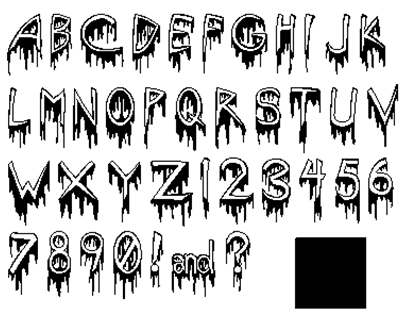 ABCDEFGHIJK
LMNOPQRSTUV
WXYZ123456
7890! and ?